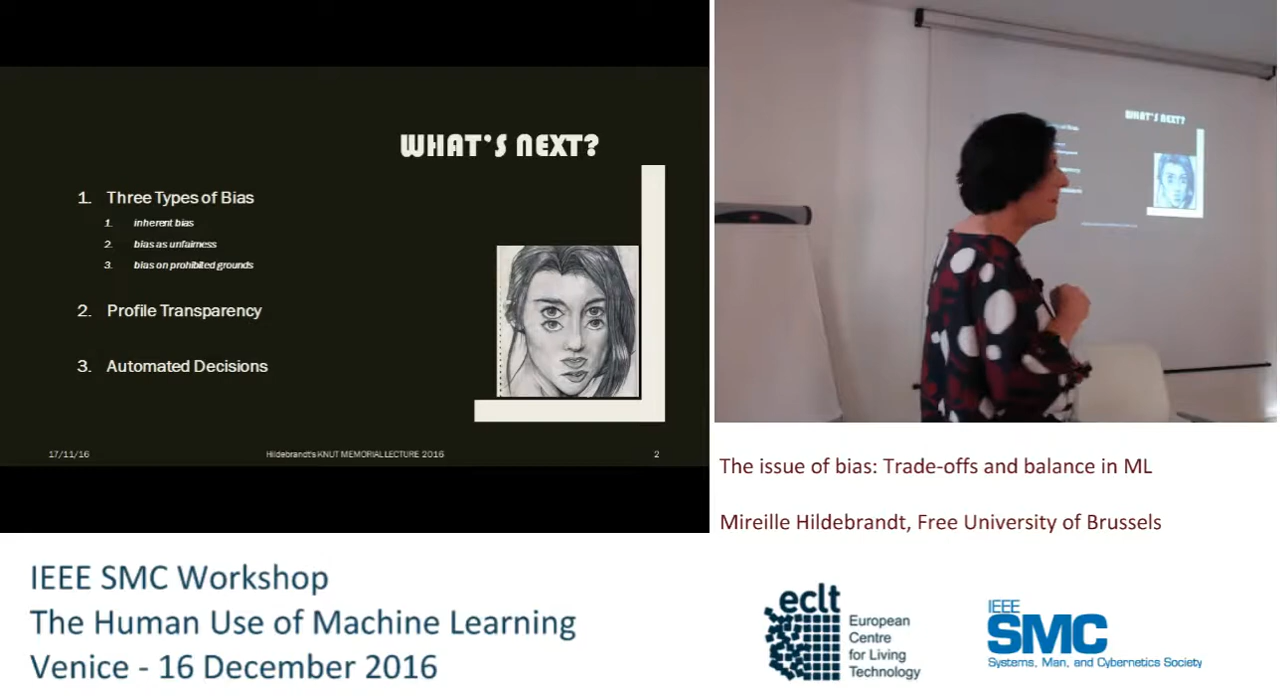 WHAT'S NEXT?
1. Three Types of Bias
1. inherent bias
2. bias as unfairness
3. bias on prohibited grounds
2. Profile Transparency
3. Automated Decisions
17/11/16
Hildebrandt's KNUT MEMORIAL LECTURE 2016
2
WHAT'S NEXT?
The issue of bias: Trade-offs and balance in ML
Mireille Hildebrandt, Free University of Brussels
IEEE SMC Workshop
The Human Use of Machine Learning
Venice - 16 December 2016
eclt
European
Centre
for Living
Technology
IEEE
SMC
Systems, Man, and Cybernetics Society